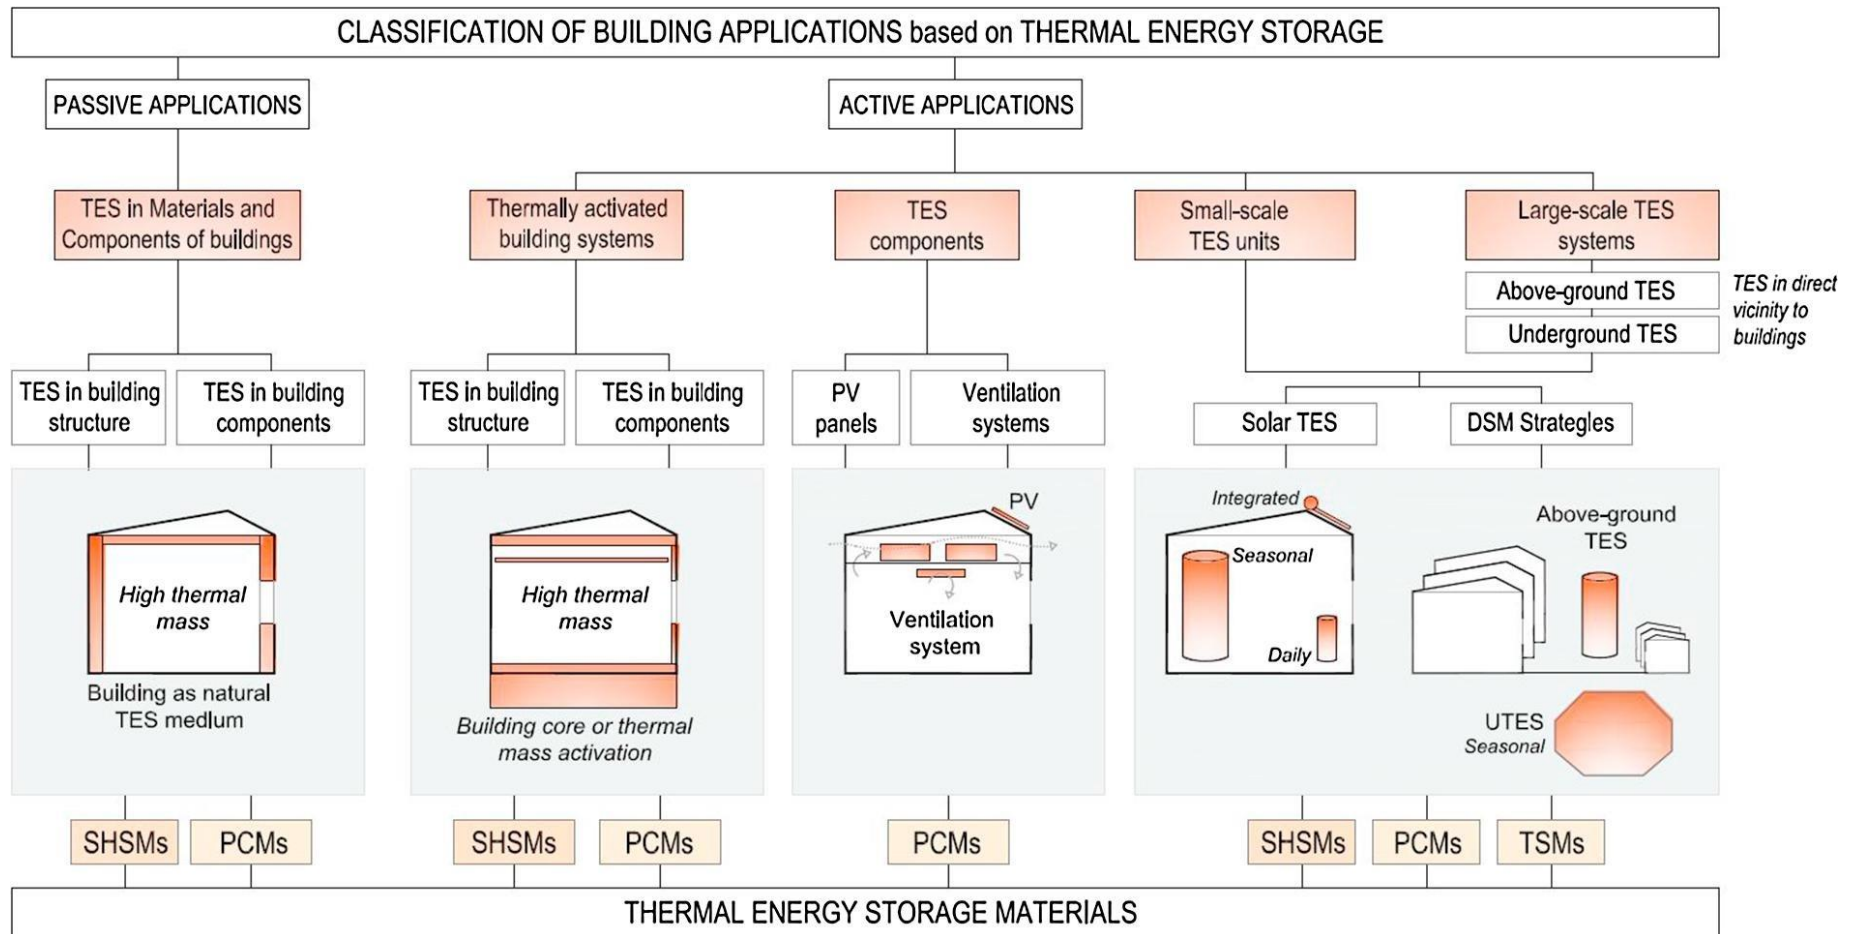 CLASSIFICATION OF BUILDING APPLICATIONS based on THERMAL ENERGY STORAGE
PASSIVE APPLICATIONS
ACTIVE APPLICATIONS
TES in Materials and
Components of buildings
Thermally activated
building systems
TES
components
Small-scale
TES units
Large-scale TES
systems
Above-ground TES
Underground TES
TES in direct
vicinity to
buildings
TES in building
structure
TES in building
components
TES in building
structure
TES in building
components
PV
panels
Ventilation
systems
Solar TES
DSM Strategles
High thermal
mass
Building as natural
TES medlum
High thermal
mass
Building core or thermal
mass activation
PV
Ventilation
system
Integrated
Seasonal
Daily
Above-ground
TES
UTES
Seasonal
SHSMs
PCMs
SHSMs
PCMs
PCMs
SHSMs
PCMs
TSMs
THERMAL ENERGY STORAGE MATERIALS